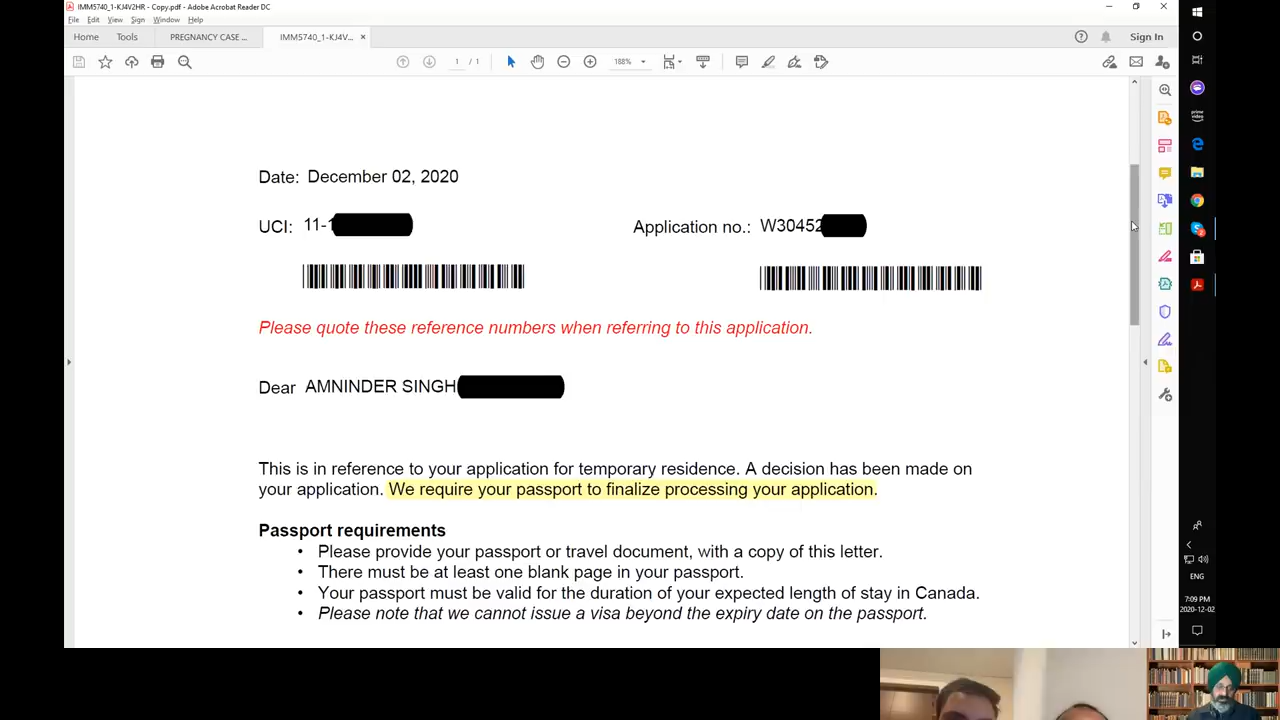 IMM5740_1-KJ4V2HR - Copy.pdf - Adobe Acrobat Reader DC
File Edit View Sign Window Help
Home Tools PREGNANCY CASE ... IMM5740_1-KJ4V... × Sign In
1 / 1 188%
Date: December 02, 2020
UCI: 11-1 Application no.: W30452
Please quote these reference numbers when referring to this application.
Dear AMNINDER SINGH
This is in reference to your application for temporary residence. A decision has been made on
your application. We require your passport to finalize processing your application.
Passport requirements
• Please provide your passport or travel document, with a copy of this letter.
• There must be at least one blank page in your passport.
• Your passport must be valid for the duration of your expected length of stay in Canada.
• Please note that we cannot issue a visa beyond the expiry date on the passport.
prime video
ENG
7:09 PM
2020-12-02